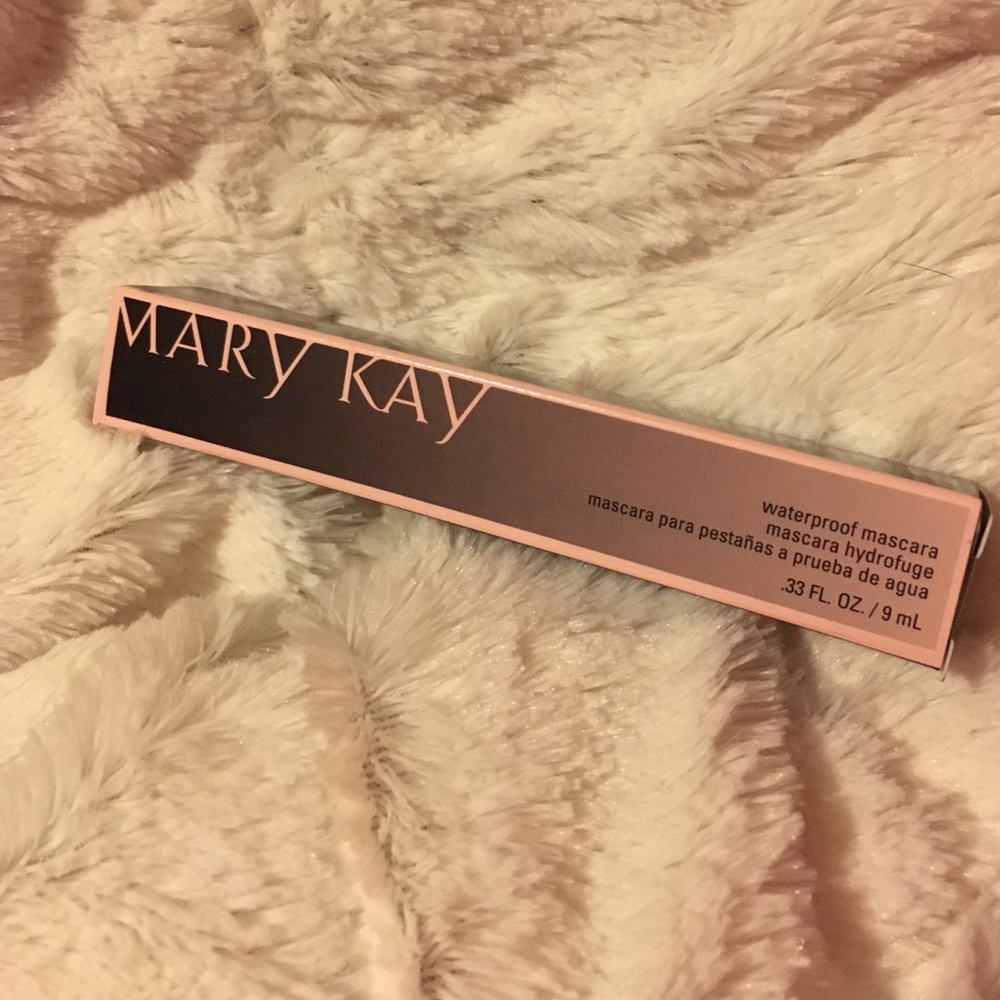 MARY KAY
waterproof mascara
mascara hydrofuge
mascara para pestañas a prueba de agua
.33 FL. OZ. / 9 mL